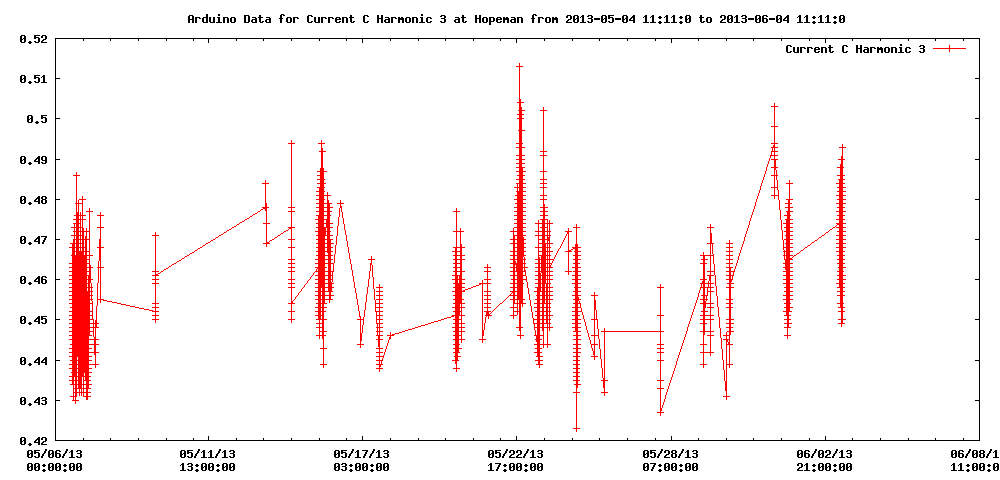 Arduino Data for Current C Harmonic 3 at Hopeman from 2013-05-04 11:11:0 to 2013-06-04 11:11:0
Current C Harmonic 3
0.52
0.51
0.5
0.49
0.48
0.47
0.46
0.45
0.44
0.43
0.42
05/06/13 05/11/13 05/17/13 05/22/13 05/28/13 06/02/13 06/08/1
00:00:00 13:00:00 03:00:00 17:00:00 07:00:00 21:00:00 11:00:0